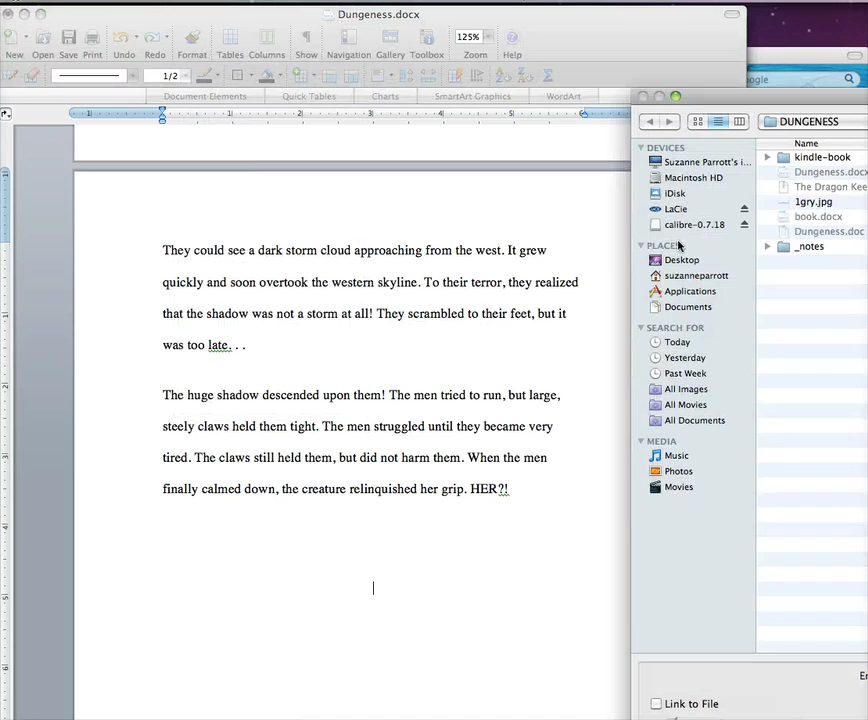 Dungeness.docx
New Open Save Print Undo Redo Format Tables Columns Show Navigation Gallery Toolbox Zoom Help
125%
1/2
Document Elements Quick Tables Charts SmartArt Graphics WordArt
oogle
DUNGENESS
Name
DEVICES
Suzanne Parrott's i...
Macintosh HD
iDisk
LaCie
calibre-0.7.18
PLACES
Desktop
suzanneparrott
Applications
Documents
SEARCH FOR
Today
Yesterday
Past Week
All Images
All Movies
All Documents
MEDIA
Music
Photos
Movies
kindle-book
Dungeness.docx
The Dragon Kee
1gry.jpg
book.docx
Dungeness.doc
_notes
They could see a dark storm cloud approaching from the west. It grew
quickly and soon overtook the western skyline. To their terror, they realized
that the shadow was not a storm at all! They scrambled to their feet, but it
was too late. . .
The huge shadow descended upon them! The men tried to run, but large,
steely claws held them tight. The men struggled until they became very
tired. The claws still held them, but did not harm them. When the men
finally calmed down, the creature relinquished her grip. HER?!
En
Link to File